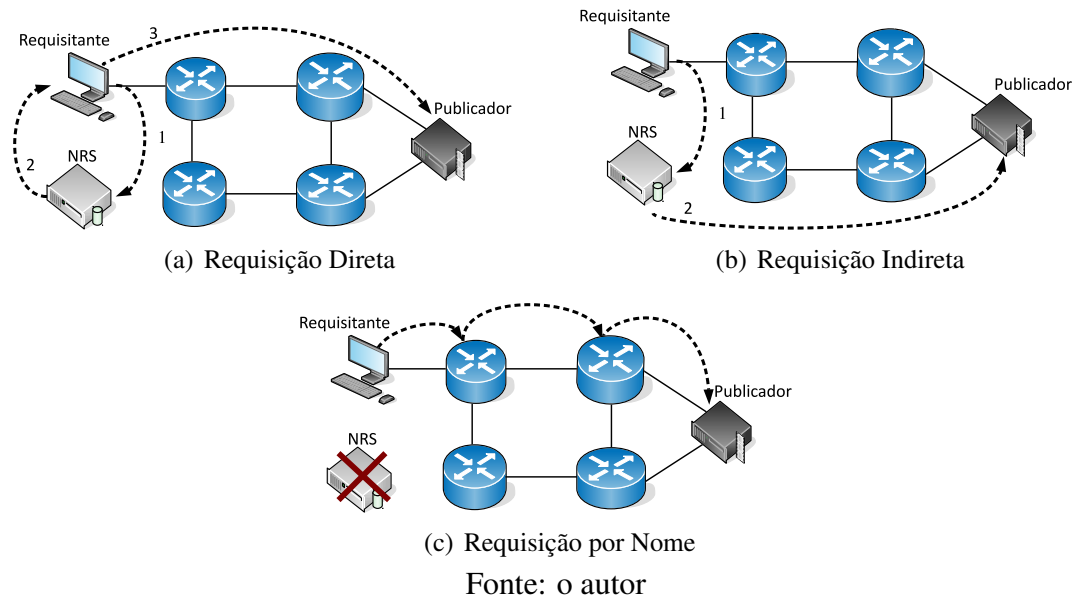 Requisitante
3
Publicador
1
NRS
2
(a) Requisição Direta
Requisitante
Publicador
1
NRS
2
(b) Requisição Indireta
Requisitante
Publicador
NRS
(c) Requisição por Nome
Fonte: o autor